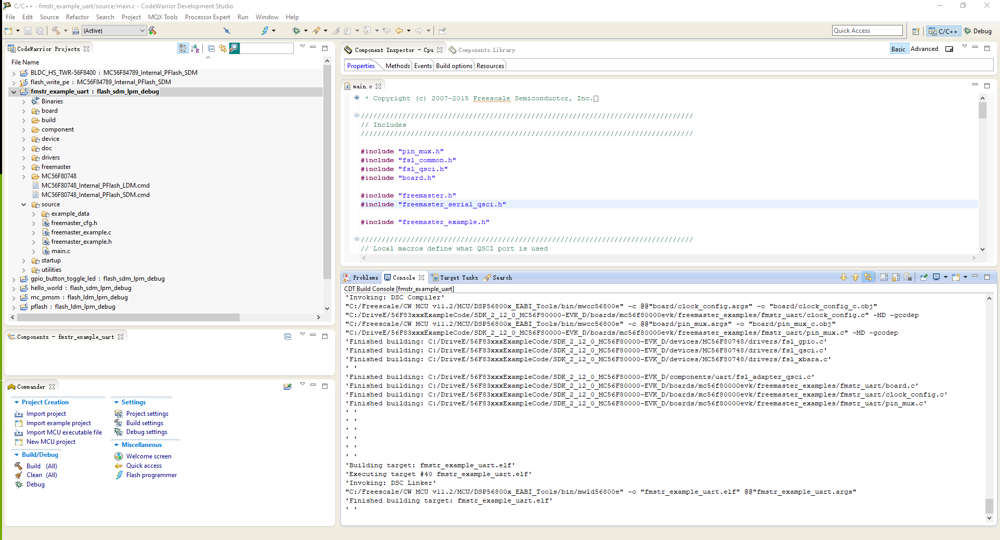 C/C++ - fmstr_example_uart/source/main.c - CodeWarrior Development Studio
File Edit Source Refactor Search Project MQX Tools Processor Expert Run Window Help
(Active)
Quick Access
C/C++
Debug
CodeWarrior Projects
File Name
BLDC_HS_TWR-56F8400 : MC56F84789_Internal_PFlash_SDM
flash_write_pe : MC56F84789_Internal_PFlash_SDM
fmstr_example_uart : flash_sdm_lpm_debug
Binaries
board
build
component
device
doc
drivers
freemaster
MC56F80748
MC56F80748_Internal_PFlash_LDM.cmd
MC56F80748_Internal_PFlash_SDM.cmd
source
example_data
freemaster_cfg.h
freemaster_example.c
freemaster_example.h
main.c
startup
utilities
gpio_button_toggle_led : flash_sdm_lpm_debug
hello_world : flash_sdm_lpm_debug
mc_pmsm : flash_ldm_lpm_debug
pflash : flash_ldm_lpm_debug
Components - fmstr_example_uart
Commander
Project Creation
Import project
Import example project
Import MCU executable file
New MCU project
Build/Debug
Build (All)
Clean (All)
Debug
Settings
Project settings
Build settings
Debug settings
Miscellaneous
Welcome screen
Quick access
Flash programmer
Component Inspector - Cpu
Components Library
Basic Advanced
Properties Methods Events Build options Resources
main.c
* Copyright (c) 2007-2015 Freescale Semiconductor, Inc.
////////////////////////////////////////////////////////////////////////////////
// Includes
////////////////////////////////////////////////////////////////////////////////
#include "pin_mux.h"
#include "fsl_common.h"
#include "fsl_qsci.h"
#include "board.h"
#include "freemaster.h"
#include "freemaster_serial_qsci.h"
#include "freemaster_example.h"
////////////////////////////////////////////////////////////////////////////////
// Local macros define what QSCI port is used
Problems Console Target Tasks Search
CDT Build Console [fmstr_example_uart]
'Invoking: DSC Compiler'
"C:/Freescale/CW MCU v11.2/MCU/DSP56800x_EABI_Tools/bin/mwcc56800e" -c @@"board/clock_config.args" -o "board/clock_config_c.obj"
"C:/DriveE/56F83xxxExampleCode/SDK_2_12_0_MC56F80000-EVK_D/boards/mc56f80000evk/freemaster_examples/fmstr_uart/clock_config.c" -MD -gccdep
"C:/Freescale/CW MCU v11.2/MCU/DSP56800x_EABI_Tools/bin/mwcc56800e" -c @@"board/pin_mux.args" -o "board/pin_mux_c.obj"
"C:/DriveE/56F83xxxExampleCode/SDK_2_12_0_MC56F80000-EVK_D/boards/mc56f80000evk/freemaster_examples/fmstr_uart/pin_mux.c" -MD -gccdep
'Finished building: C:/DriveE/56F83xxxExampleCode/SDK_2_12_0_MC56F80000-EVK_D/devices/MC56F80748/drivers/fsl_gpio.c'
'Finished building: C:/DriveE/56F83xxxExampleCode/SDK_2_12_0_MC56F80000-EVK_D/devices/MC56F80748/drivers/fsl_qsci.c'
'Finished building: C:/DriveE/56F83xxxExampleCode/SDK_2_12_0_MC56F80000-EVK_D/devices/MC56F80748/drivers/fsl_xbara.c'
' '
'Finished building: C:/DriveE/56F83xxxExampleCode/SDK_2_12_0_MC56F80000-EVK_D/components/uart/fsl_adapter_qsci.c'
'Finished building: C:/DriveE/56F83xxxExampleCode/SDK_2_12_0_MC56F80000-EVK_D/boards/mc56f80000evk/freemaster_examples/fmstr_uart/board.c'
'Finished building: C:/DriveE/56F83xxxExampleCode/SDK_2_12_0_MC56F80000-EVK_D/boards/mc56f80000evk/freemaster_examples/fmstr_uart/clock_config.c'
'Finished building: C:/DriveE/56F83xxxExampleCode/SDK_2_12_0_MC56F80000-EVK_D/boards/mc56f80000evk/freemaster_examples/fmstr_uart/pin_mux.c'
' '
' '
' '
' '
' '
' '
'Building target: fmstr_example_uart.elf'
'Executing target #40 fmstr_example_uart.elf'
'Invoking: DSC Linker'
"C:/Freescale/CW MCU v11.2/MCU/DSP56800x_EABI_Tools/bin/mwld56800e" -o "fmstr_example_uart.elf" @@"fmstr_example_uart.args"
'Finished building target: fmstr_example_uart.elf'
' '